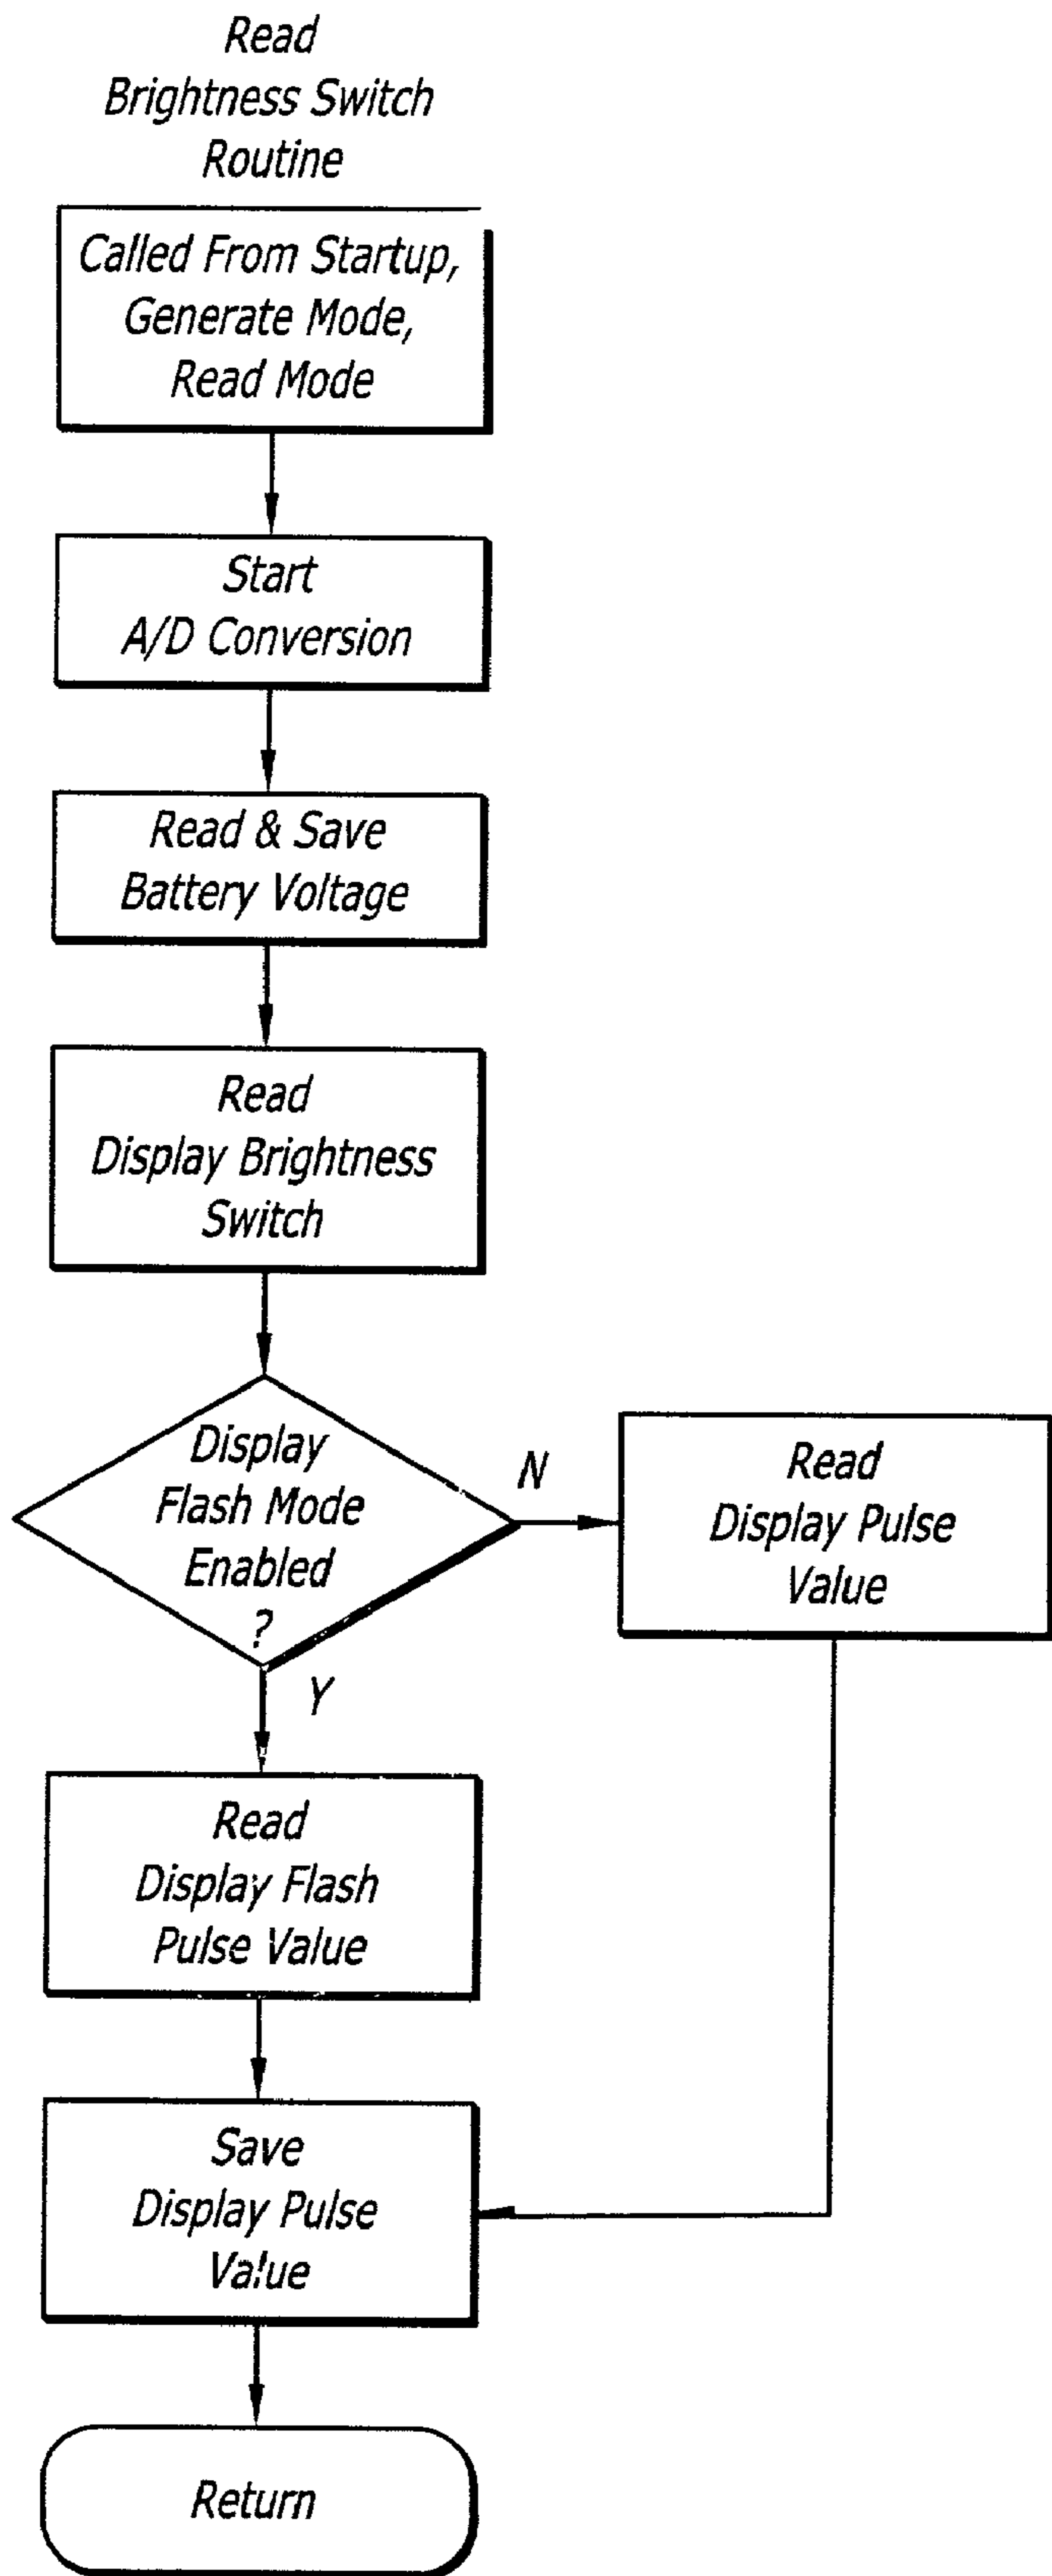 Read
Brightness Switch
Routine
Called From Startup,
Generate Mode,
Read Mode
Start
A/D Conversion
Read & Save
Battery Voltage
Read
Display Brightness
Switch
Display
Flash Mode
Enabled
?
N
Read
Display Pulse
Value
Y
Read
Display Flash
Pulse Value
Save
Display Pulse
Value
Return